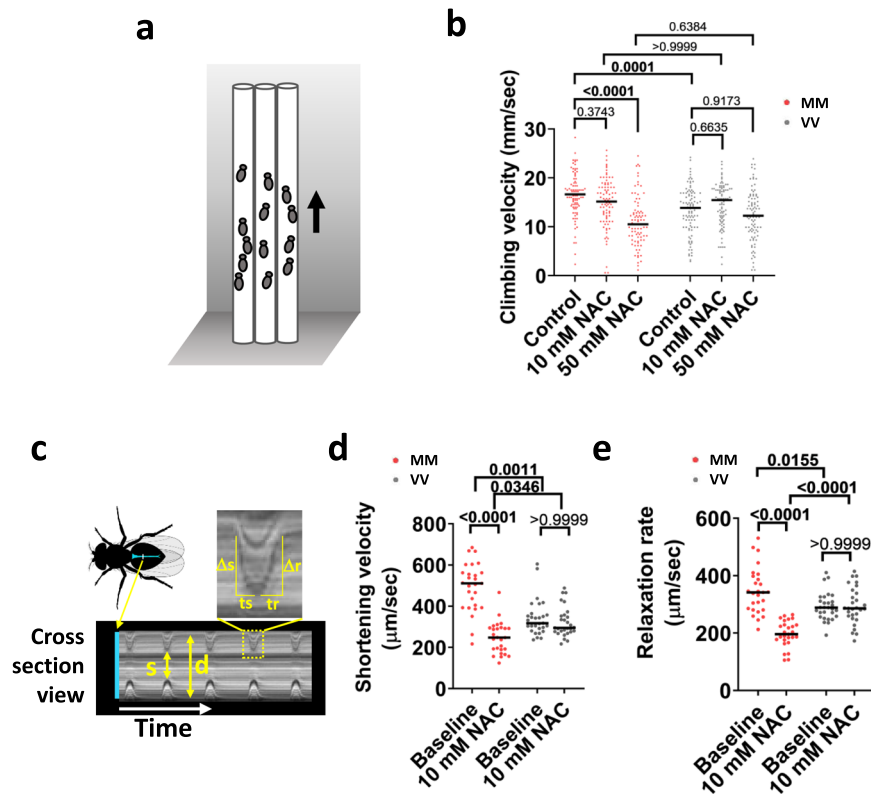 a
b
0.6384
>0.9999
0.0001
<0.0001
0.3743
0.9173
0.6635
MM
VV
Climbing velocity (mm/sec)
30
20
10
0
Control
10 mM NAC
50 mM NAC
Control
10 mM NAC
50 mM NAC
c
Δs
Δr
ts
tr
Cross
section
view
s
d
Time
d
MM
VV
0.0011
0.0346
<0.0001
>0.9999
Shortening velocity
(μm/sec)
800
600
400
200
0
Baseline
10 mM NAC
Baseline
10 mM NAC
e
MM
VV
0.0155
<0.0001
<0.0001
>0.9999
Relaxation rate
(μm/sec)
600
400
200
0
Baseline
10 mM NAC
Baseline
10 mM NAC